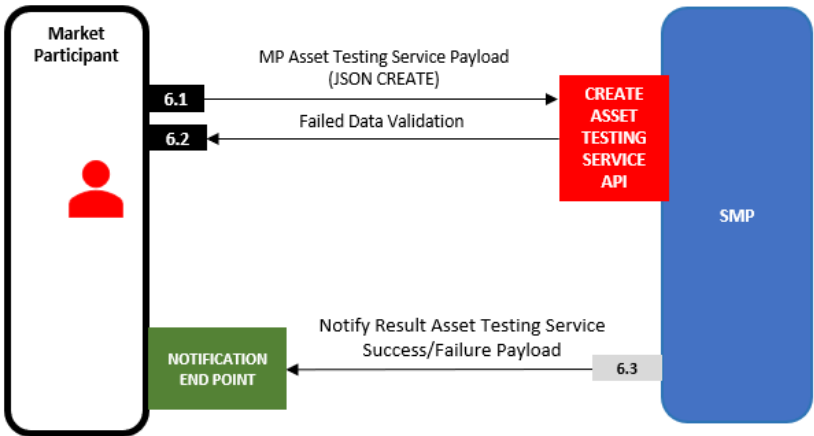 Market
Participant
MP Asset Testing Service Payload
(JSON CREATE)
6.1
CREATE
ASSET
TESTING
SERVICE
API
Failed Data Validation
6.2
SMP
Notify Result Asset Testing Service
Success/Failure Payload
NOTIFICATION
END POINT
6.3